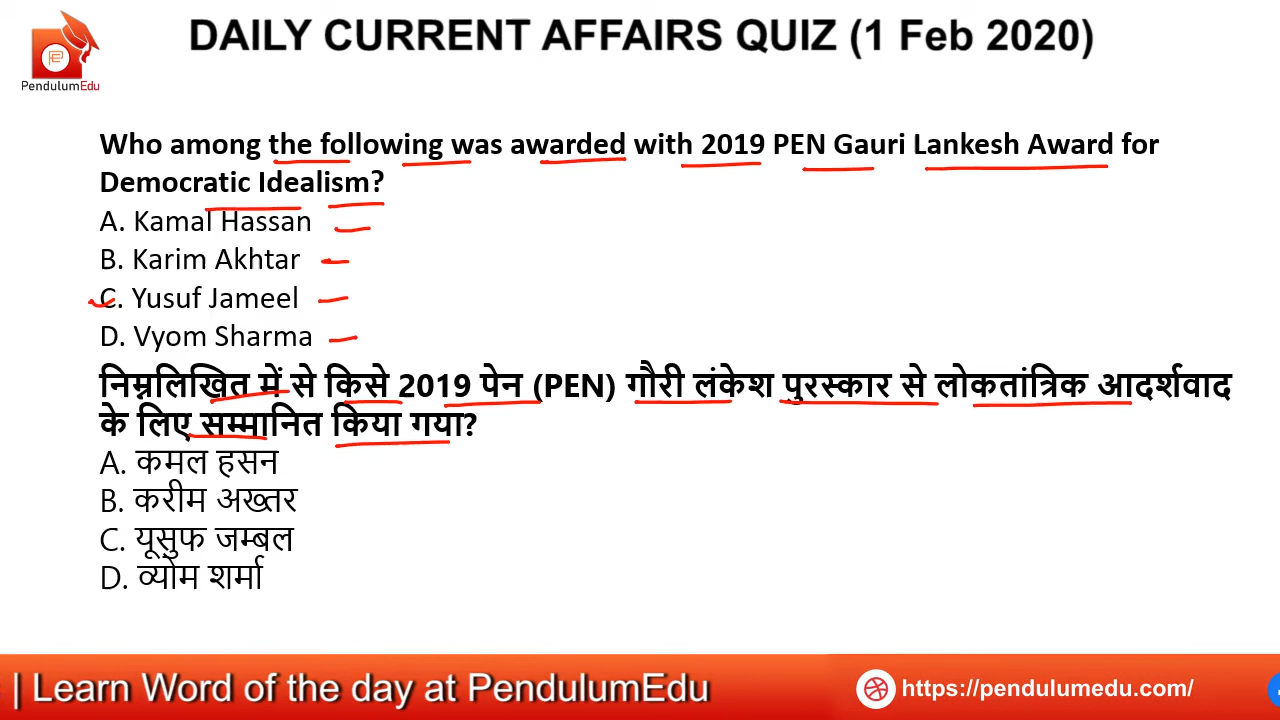 DAILY CURRENT AFFAIRS QUIZ (1 Feb 2020)
PendulumEdu
Who among the following was awarded with 2019 PEN Gauri Lankesh Award for
Democratic Idealism?
A. Kamal Hassan
B. Karim Akhtar
C. Yusuf Jameel
D. Vyom Sharma
निम्नलिखित में से किसे 2019 पेन (PEN) गौरी लंकेश पुरस्कार से लोकतांत्रिक आदर्शवाद
के लिए सम्मानित किया गया?
A. कमल हसन
B. करीम अख्तर
C. यूसुफ जम्बल
D. व्योम शर्मा
| Learn Word of the day at PendulumEdu
https://pendulumedu.com/